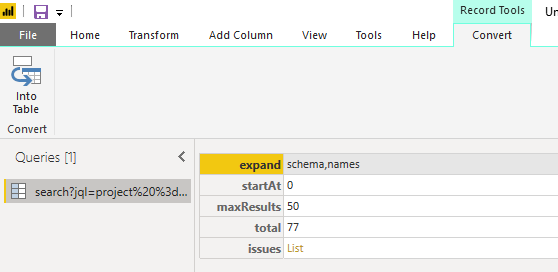 Record Tools Un
File Home Transform Add Column View Tools Help Convert
Into
Table
Convert
Queries [1]
search?jql=project%20%3d...
expand schema,names
startAt 0
maxResults 50
total 77
issues List